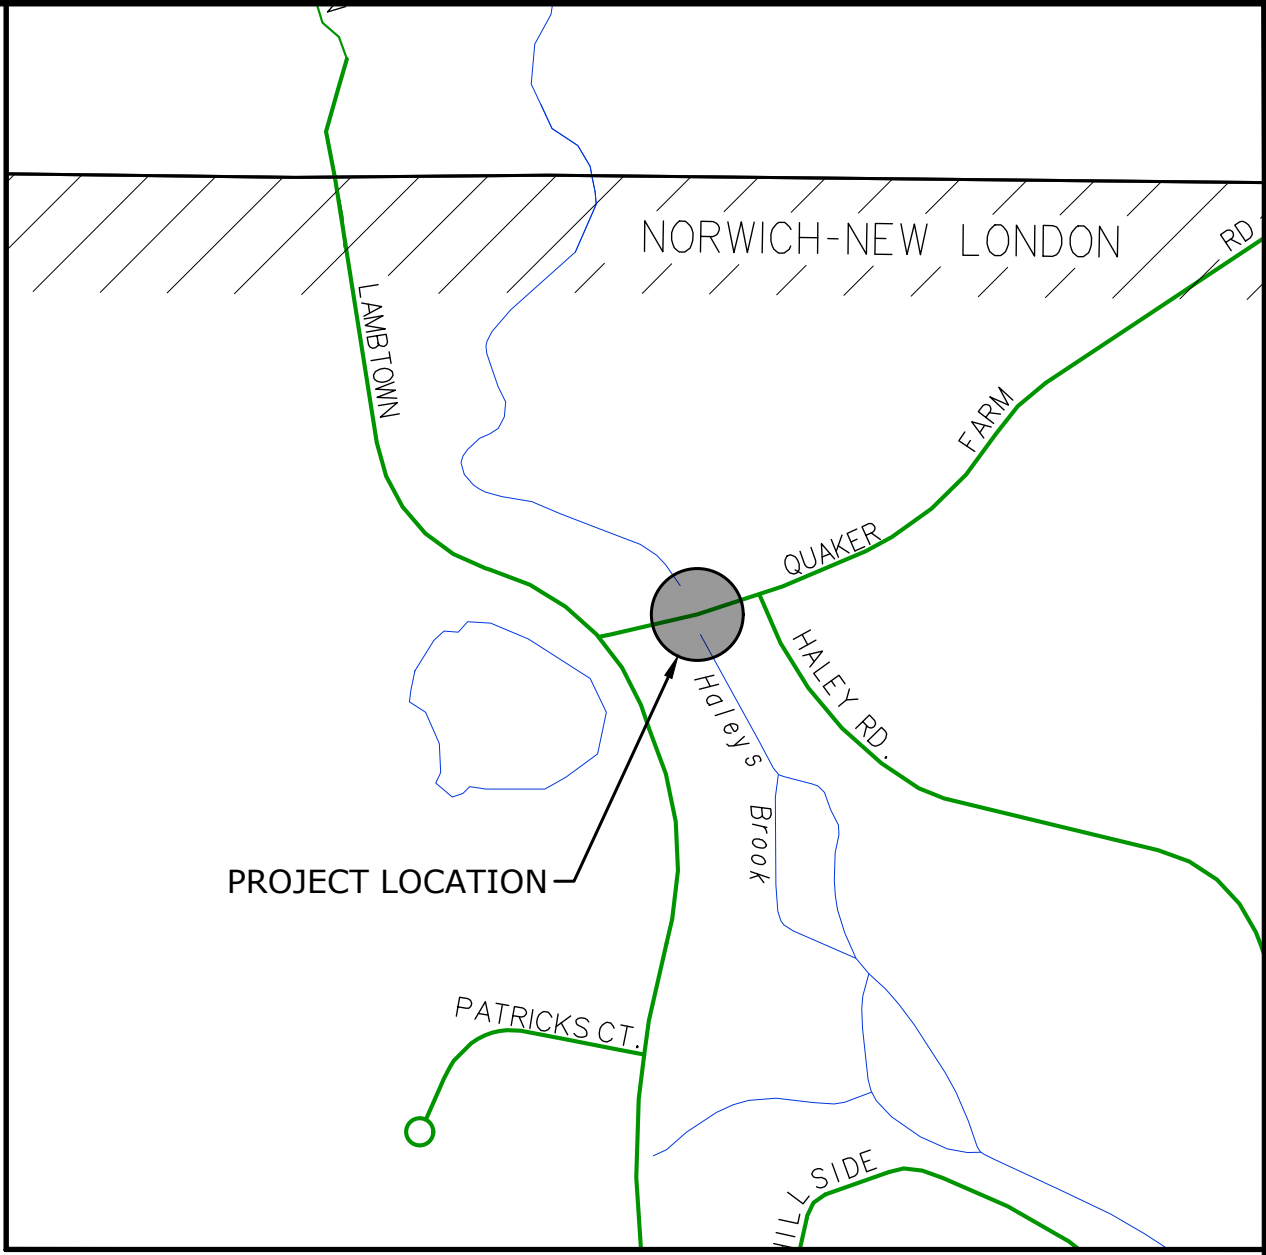 NORWICH-NEW LONDON
RD
LAMBTOWN
FARM
QUAKER
HALEY RD.
Haleys
Brook
PROJECT LOCATION
PATRICKS CT.
HILLSIDE